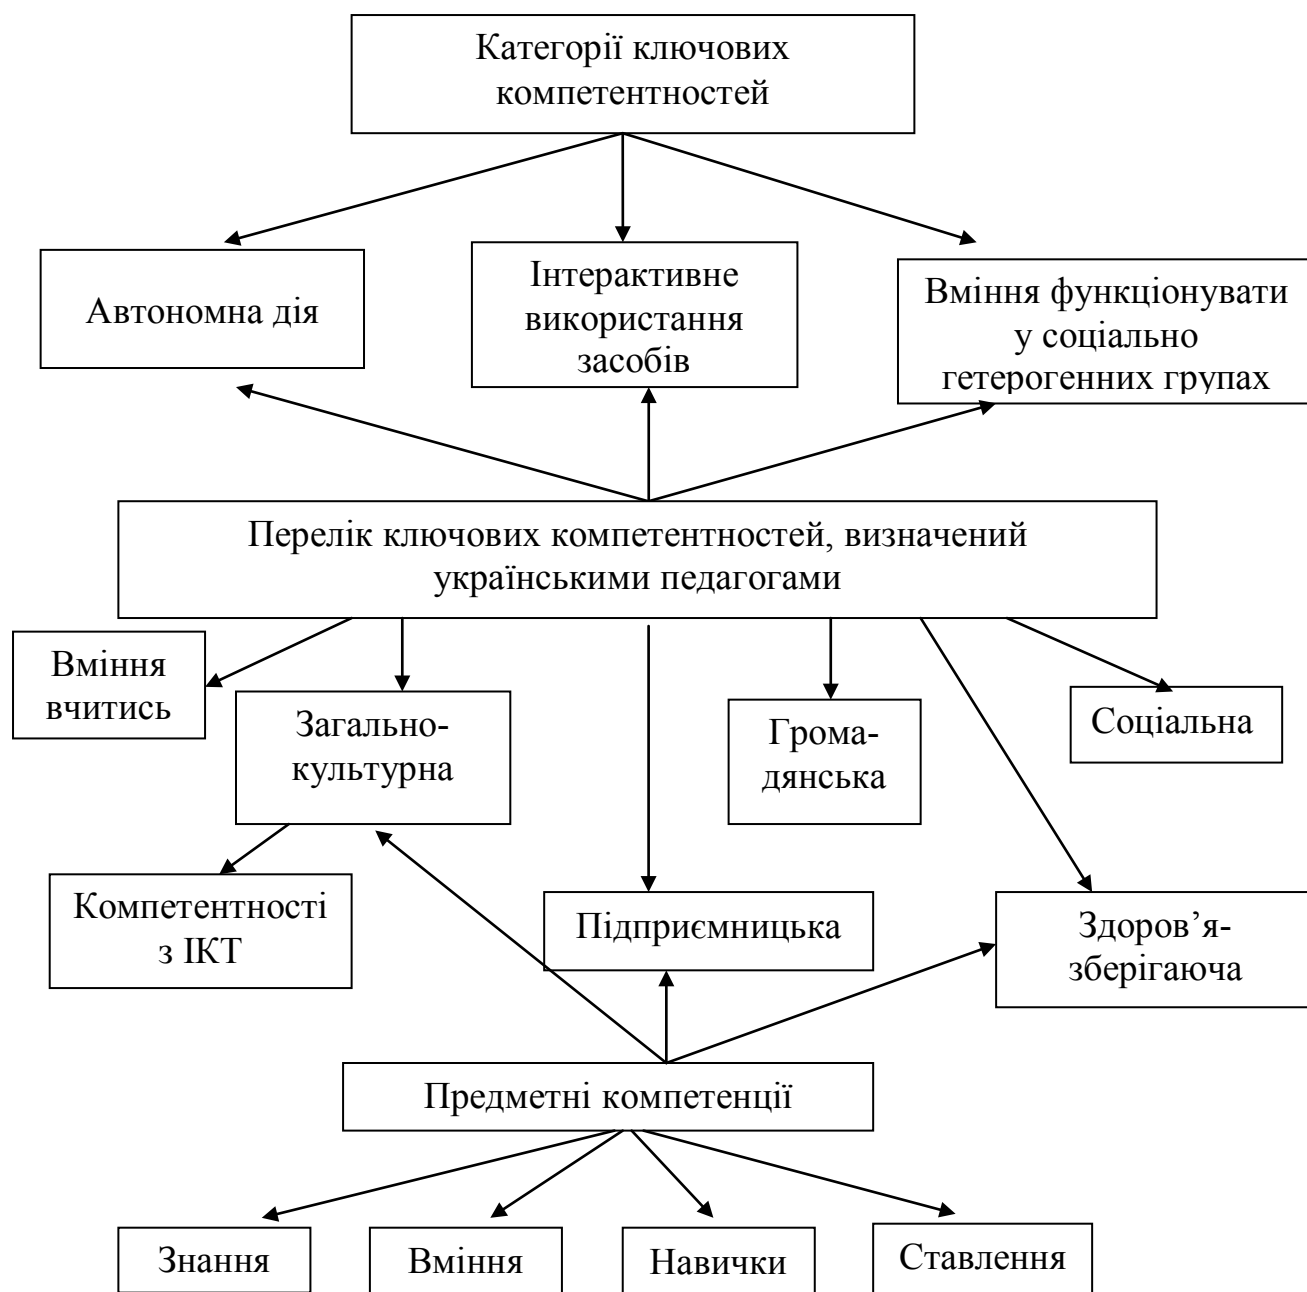 Категорії ключових
компетентностей
Автономна дія
Інтерактивне
використання
засобів
Вміння функціонувати
у соціально
гетерогенних групах
Перелік ключових компетентностей, визначений
українськими педагогами
Вміння
вчитись
Загально-
культурна
Грома-
дянська
Соціальна
Компетентності
з ІКТ
Підприємницька
Здоров’я-
зберігаюча
Предметні компетенції
Знання
Вміння
Навички
Ставлення